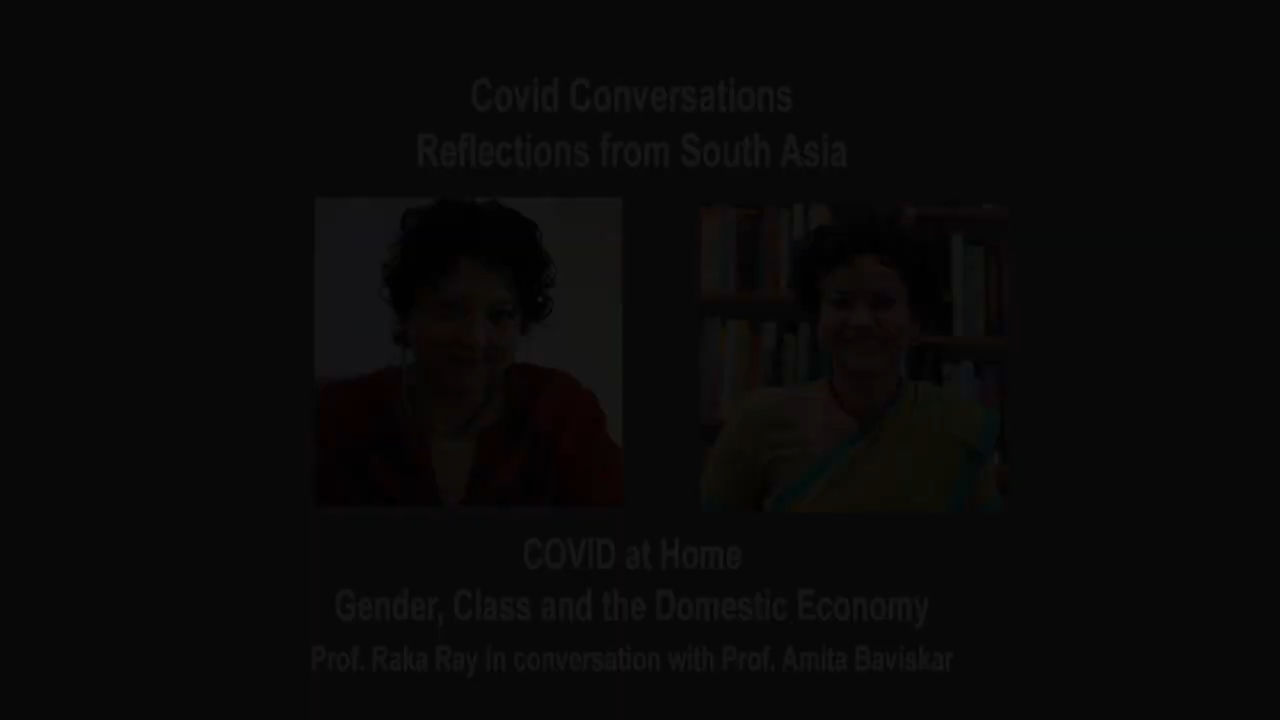 Covid Conversations
Reflections from South Asia
COVID at Home
Gender, Class and the Domestic Economy
Prof. Raka Ray in conversation with Prof. Amita Baviskar